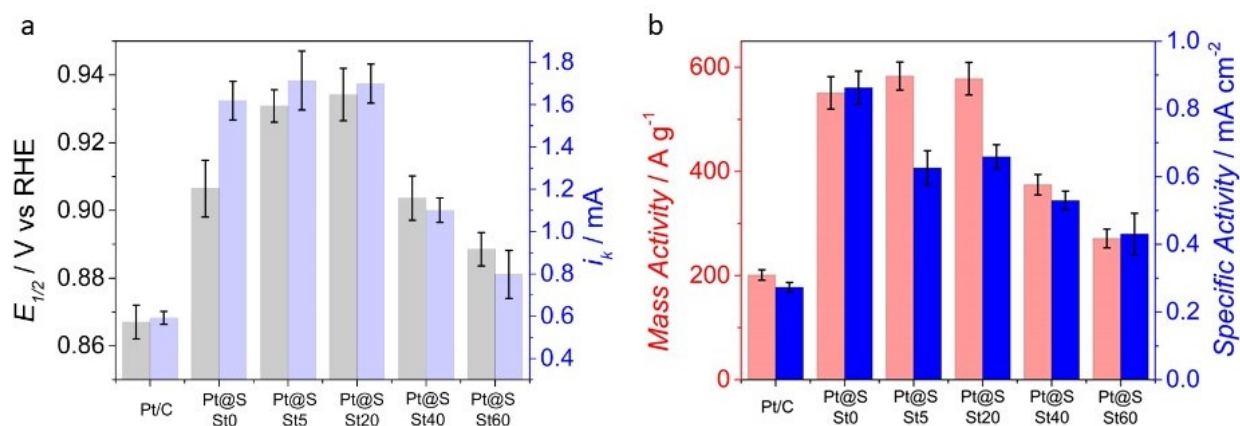 a
E1/2 / V vs RHE
0.94
0.92
0.90
0.88
0.86
1.8
1.6
1.4
1.2
1.0
0.8
0.6
0.4
ik / mA
Pt/C
Pt@S
St0
Pt@S
St5
Pt@S
St20
Pt@S
St40
Pt@S
St60
b
Mass Activity / A g-1
600
400
200
0
1.0
0.8
0.6
0.4
0.2
0.0
Specific Activity / mA cm-2
Pt/C
Pt@S
St0
Pt@S
St5
Pt@S
St20
Pt@S
St40
Pt@S
St60